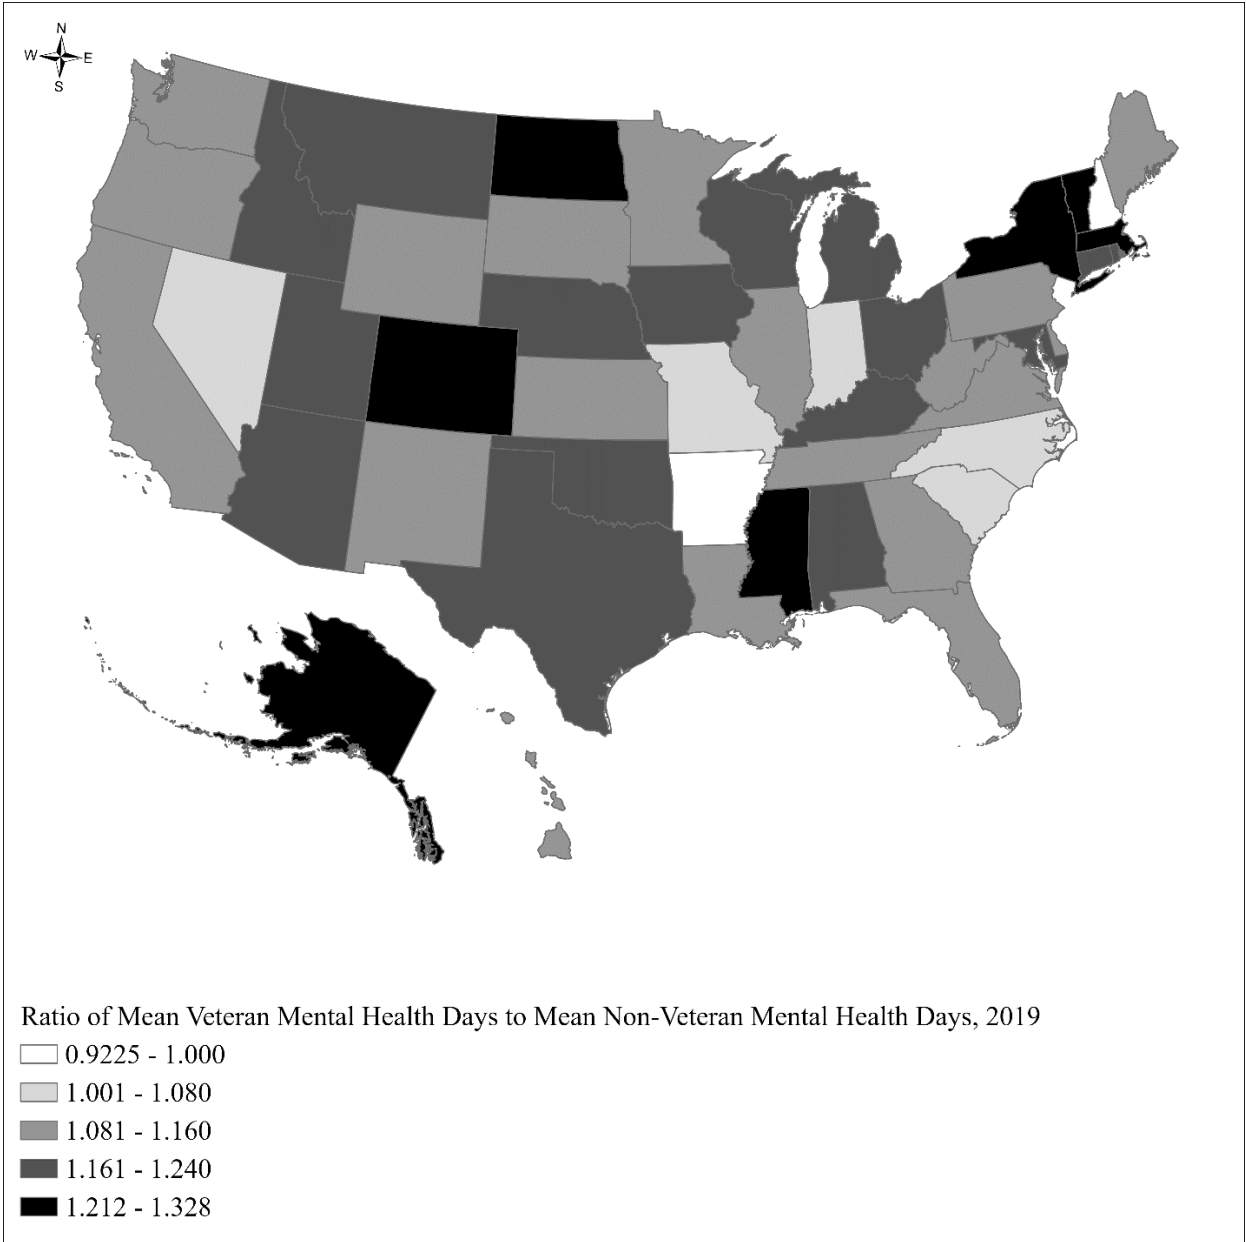 N
W E
S
Ratio of Mean Veteran Mental Health Days to Mean Non-Veteran Mental Health Days, 2019
0.9225 - 1.000
1.001 - 1.080
1.081 - 1.160
1.161 - 1.240
1.212 - 1.328